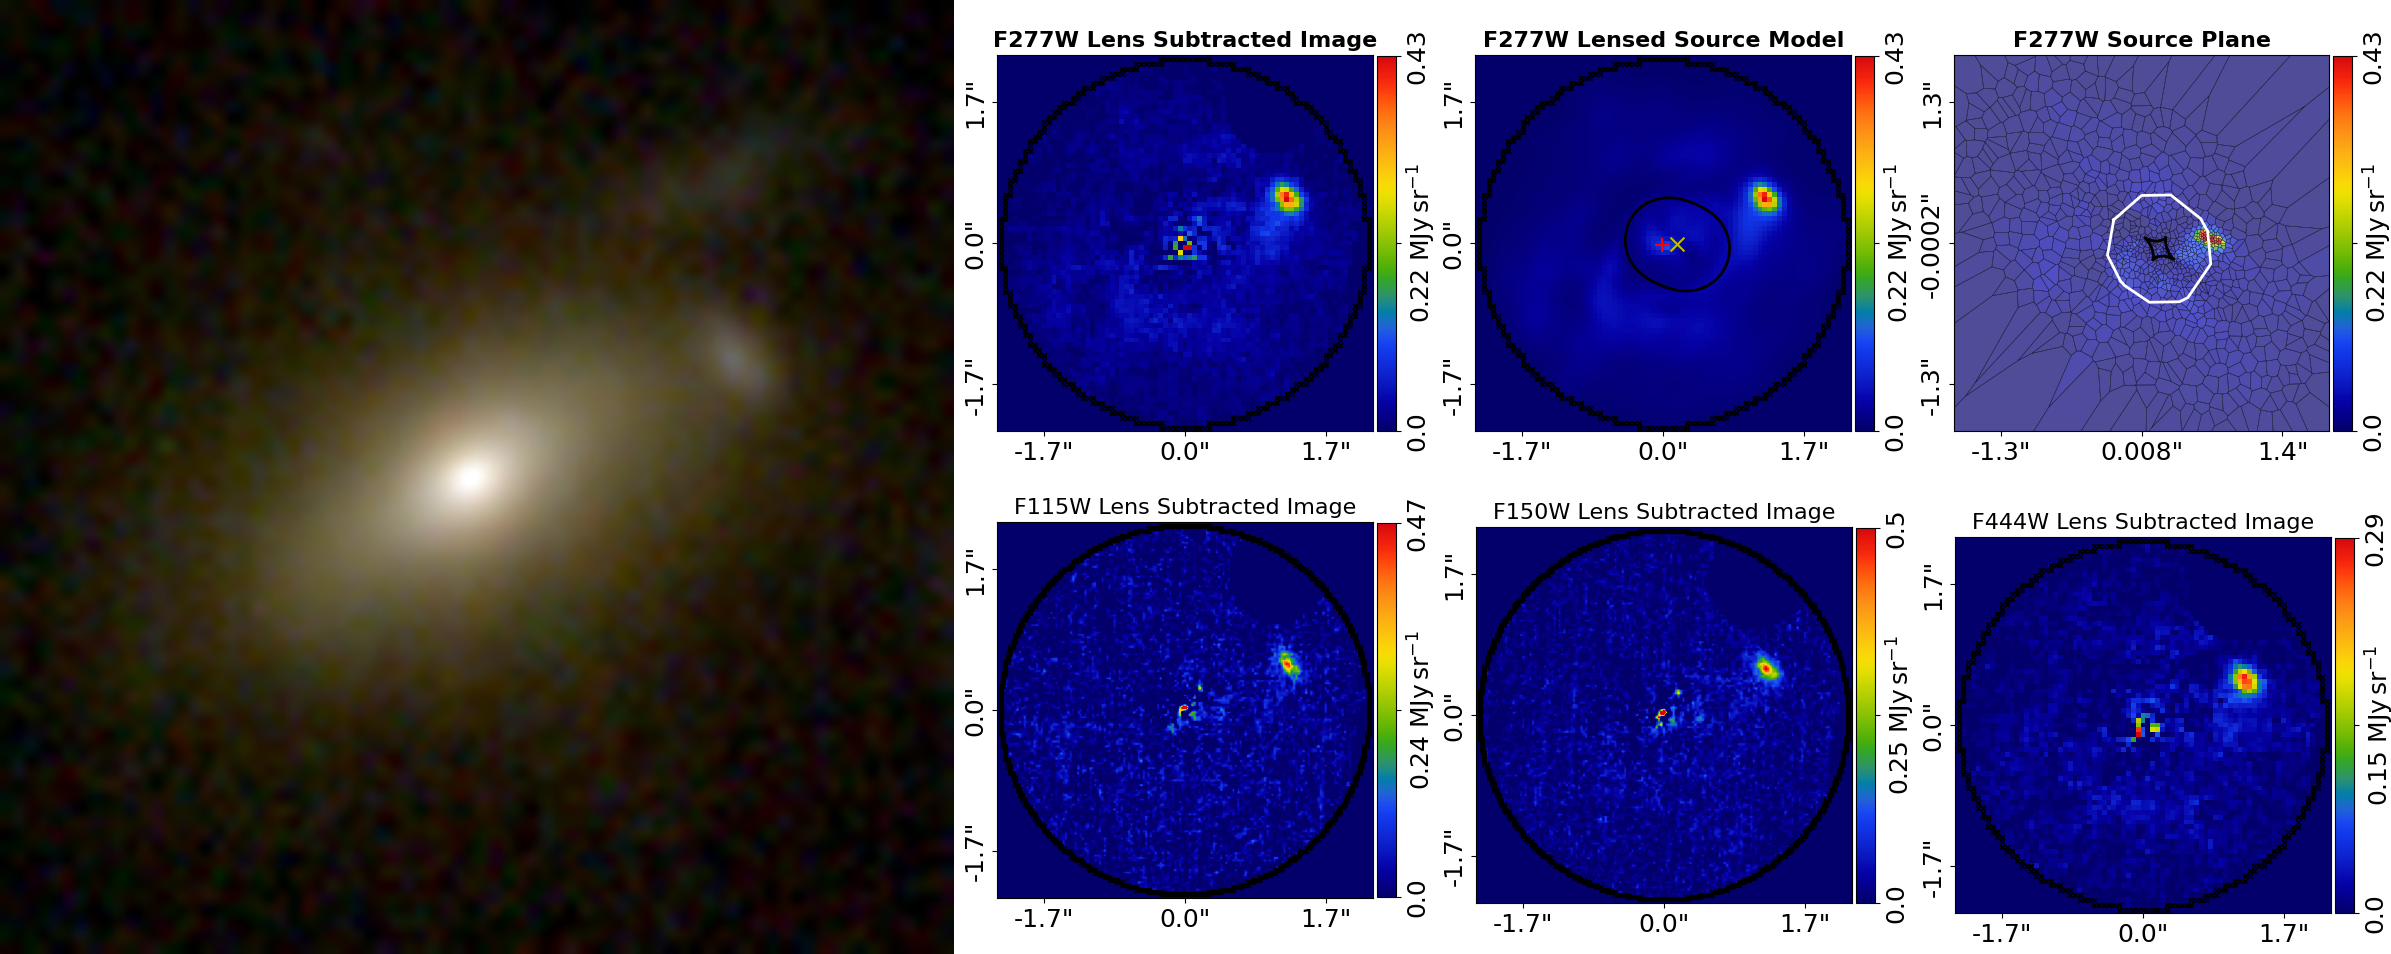 F277W Lens Subtracted Image
1.7"
0.0"
-1.7"
-1.7" 0.0" 1.7"
0.43
0.22 MJy sr⁻¹
0.0
F277W Lensed Source Model
1.7"
0.0"
-1.7"
-1.7" 0.0" 1.7"
0.43
0.22 MJy sr⁻¹
0.0
F277W Source Plane
1.3"
-0.0002"
-1.3"
-1.3" 0.008" 1.4"
0.43
0.22 MJy sr⁻¹
0.0
F115W Lens Subtracted Image
1.7"
0.0"
-1.7"
-1.7" 0.0" 1.7"
0.47
0.24 MJy sr⁻¹
0.0
F150W Lens Subtracted Image
1.7"
0.0"
-1.7"
-1.7" 0.0" 1.7"
0.5
0.25 MJy sr⁻¹
0.0
F444W Lens Subtracted Image
1.7"
0.0"
-1.7"
-1.7" 0.0" 1.7"
0.29
0.15 MJy sr⁻¹
0.0